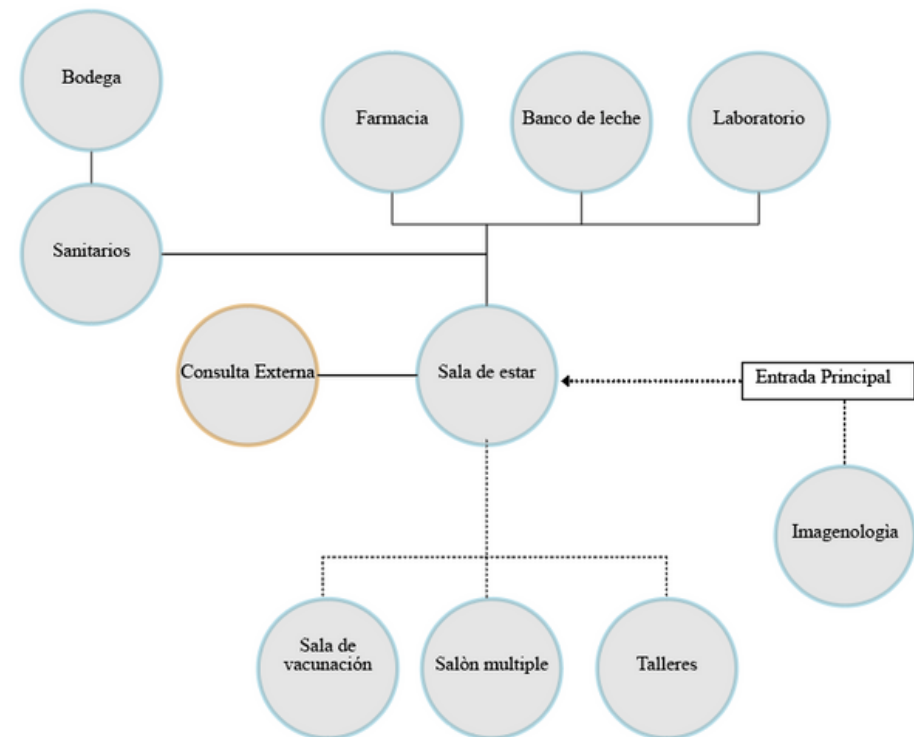 Bodega
Farmacia
Banco de leche
Laboratorio
Sanitarios
Consulta Externa
Sala de estar
Entrada Principal
Imagenologìa
Sala de
vacunación
Salòn multiple
Talleres